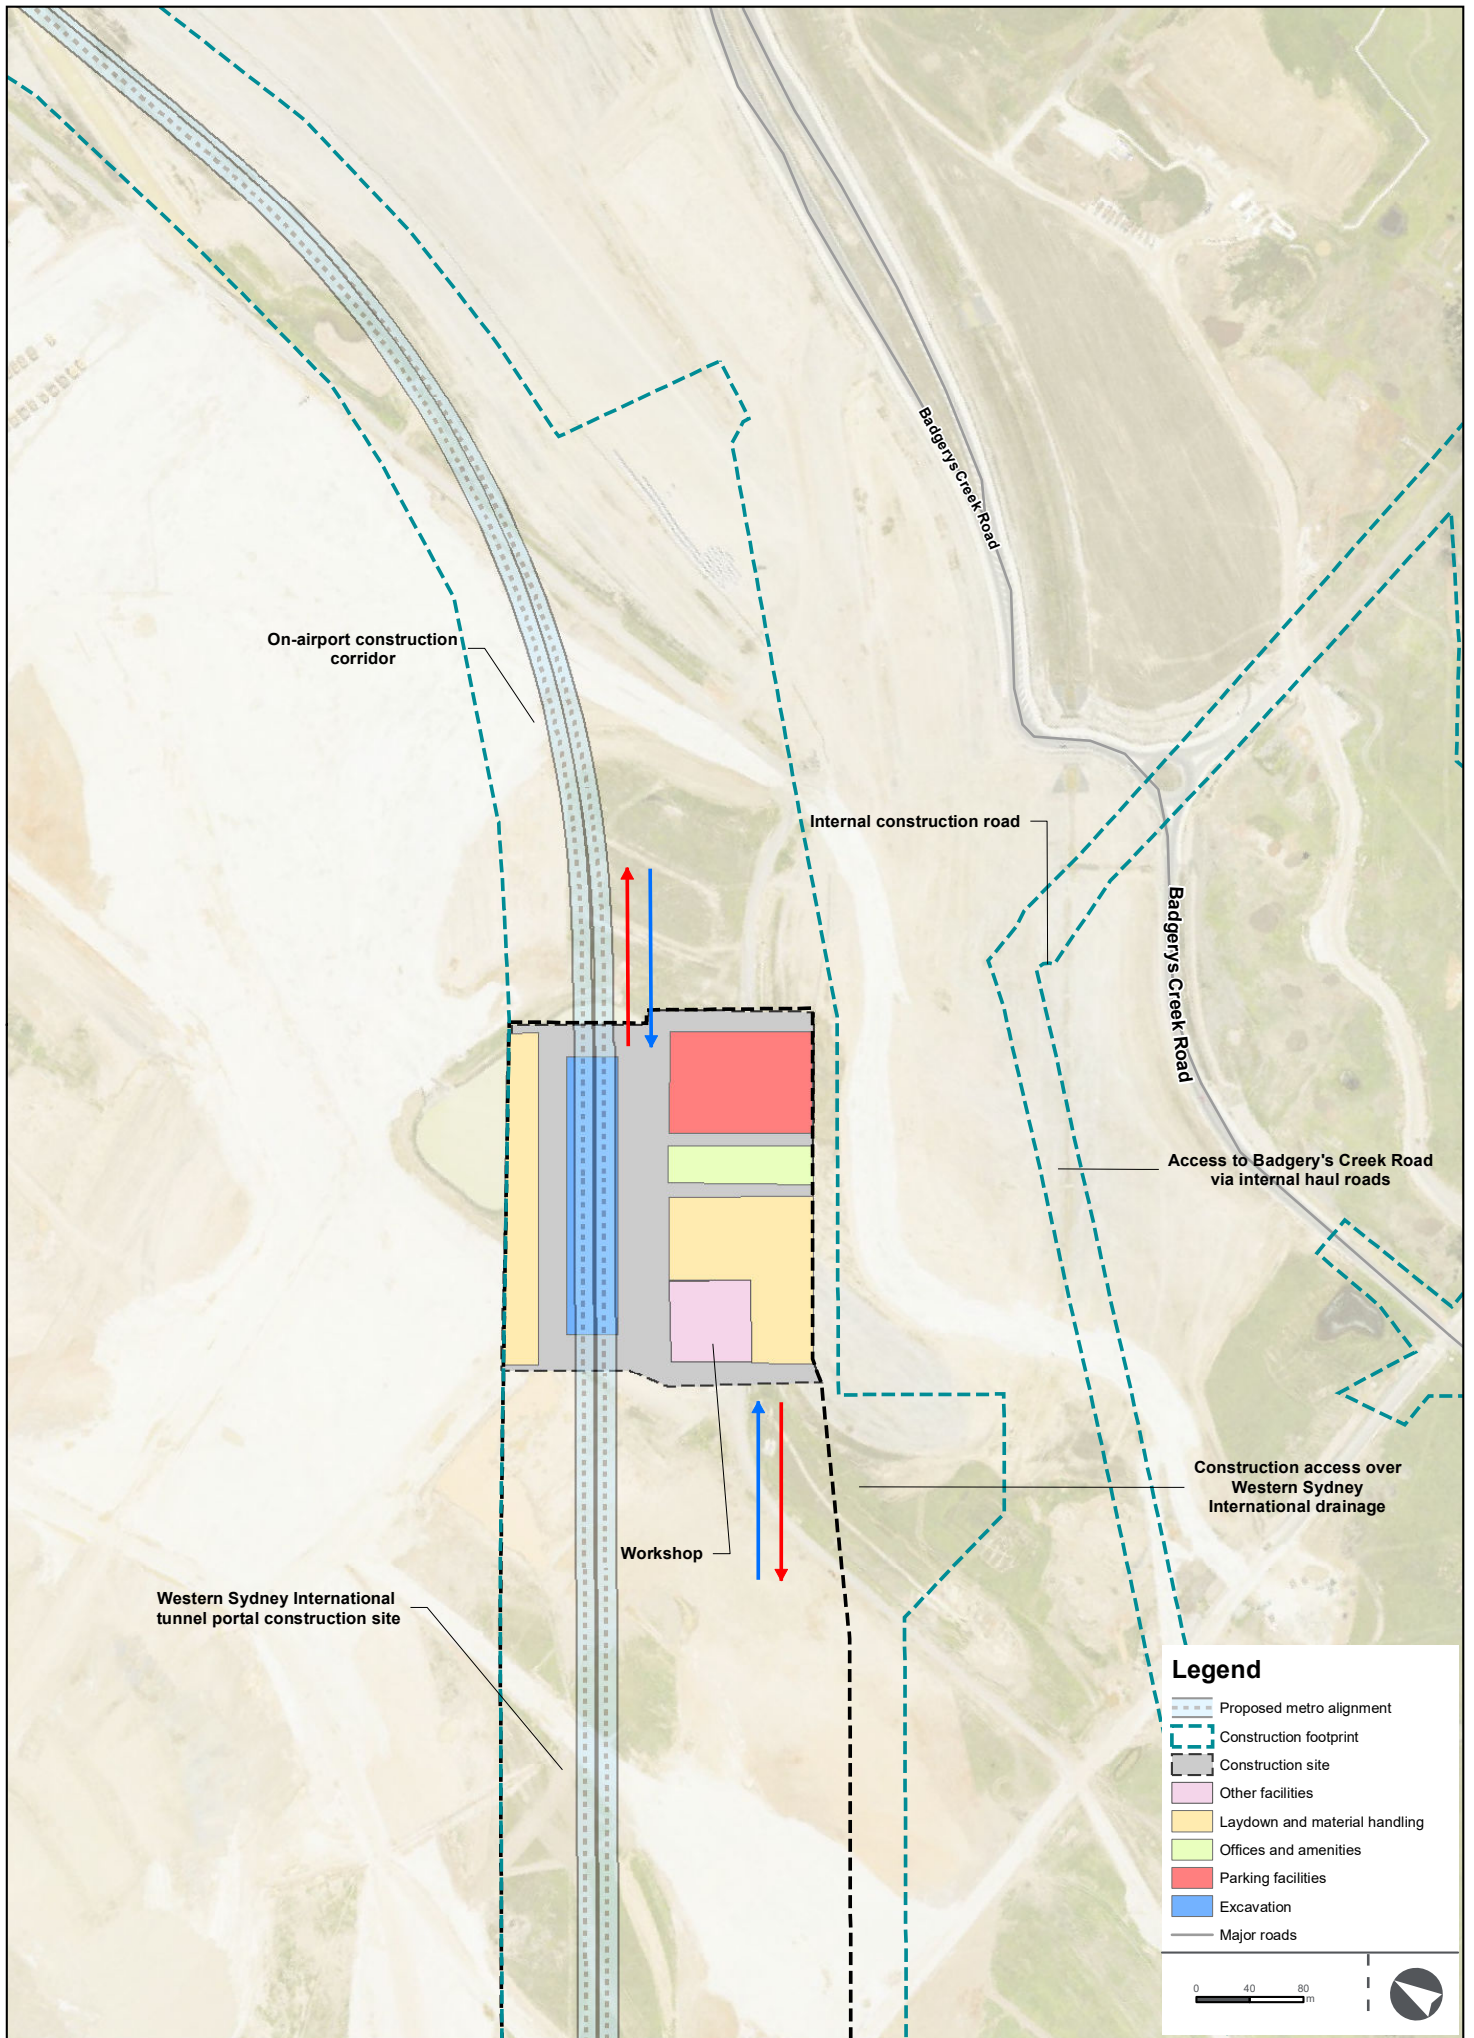 Badgerys Creek Road
On-airport construction
corridor
Internal construction road
Badgerys Creek Road
Access to Badgery's Creek Road
via internal haul roads
Construction access over
Western Sydney
International drainage
Workshop
Western Sydney International
tunnel portal construction site
Legend
Proposed metro alignment
Construction footprint
Construction site
Other facilities
Laydown and material handling
Offices and amenities
Parking facilities
Excavation
Major roads
0 40 80
m